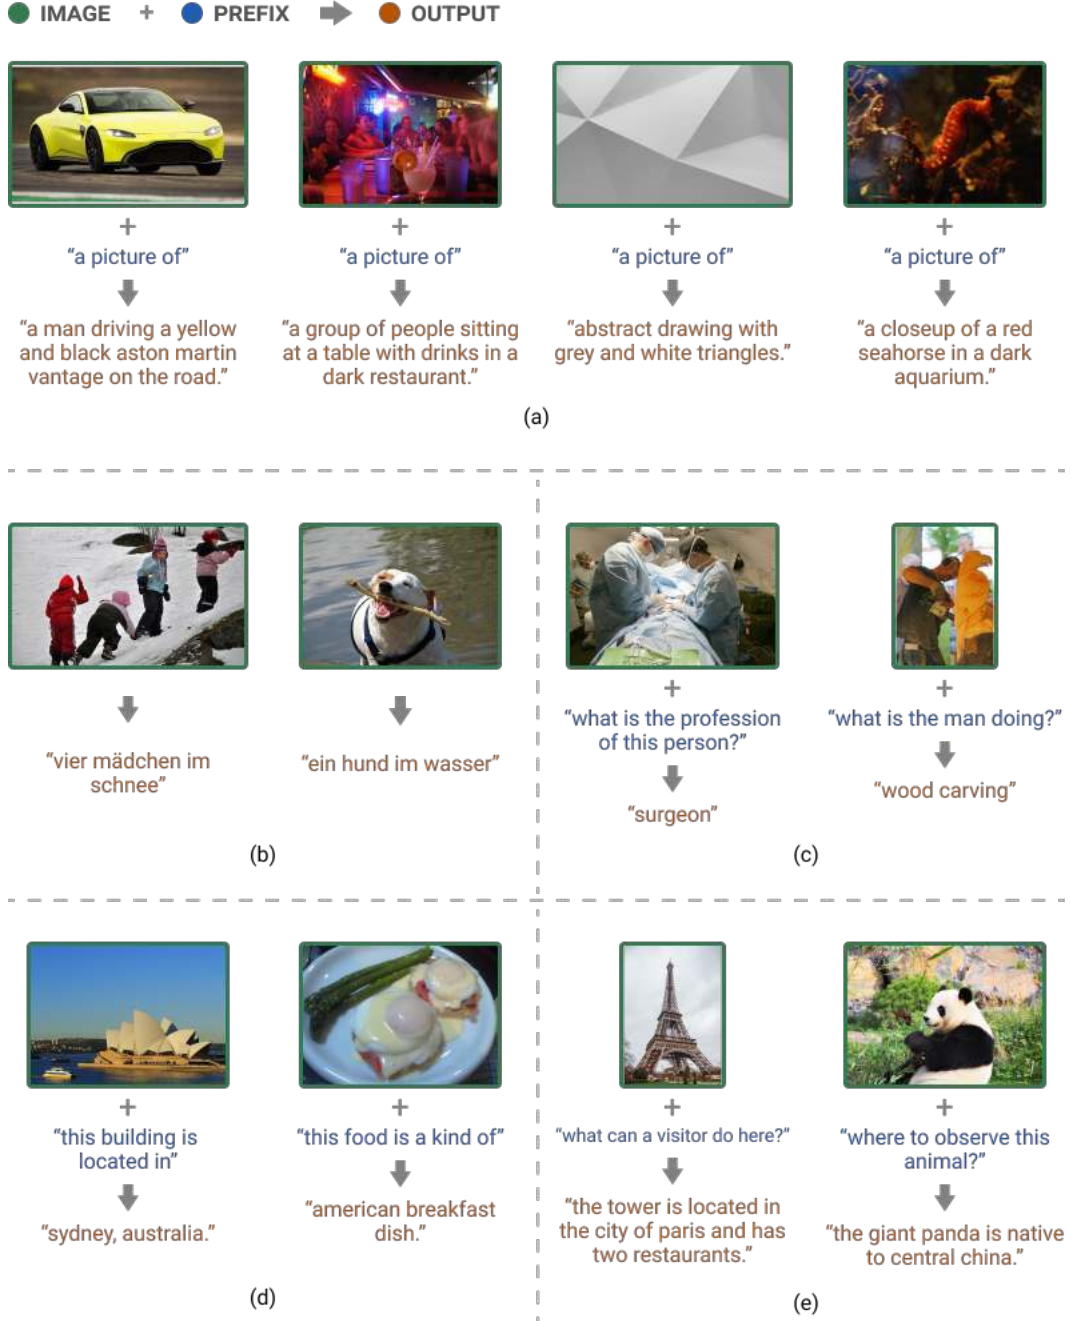 IMAGE + PREFIX OUTPUT
+ + + +
“a picture of” “a picture of” “a picture of” “a picture of”
“a man driving a yellow
and black aston martin
vantage on the road.”
“a group of people sitting
at a table with drinks in a
dark restaurant.”
“abstract drawing with
grey and white triangles.”
“a closeup of a red
seahorse in a dark
aquarium.”
(a)
“vier mädchen im
schnee”
“ein hund im wasser”
(b)
+
“what is the profession
of this person?”
“surgeon”
+
“what is the man doing?”
“wood carving”
(c)
+
“this building is
located in”
“sydney, australia.”
+
“this food is a kind of”
“american breakfast
dish.”
(d)
+
“what can a visitor do here?”
“the tower is located in
the city of paris and has
two restaurants.”
+
“where to observe this
animal?”
“the giant panda is native
to central china.”
(e)